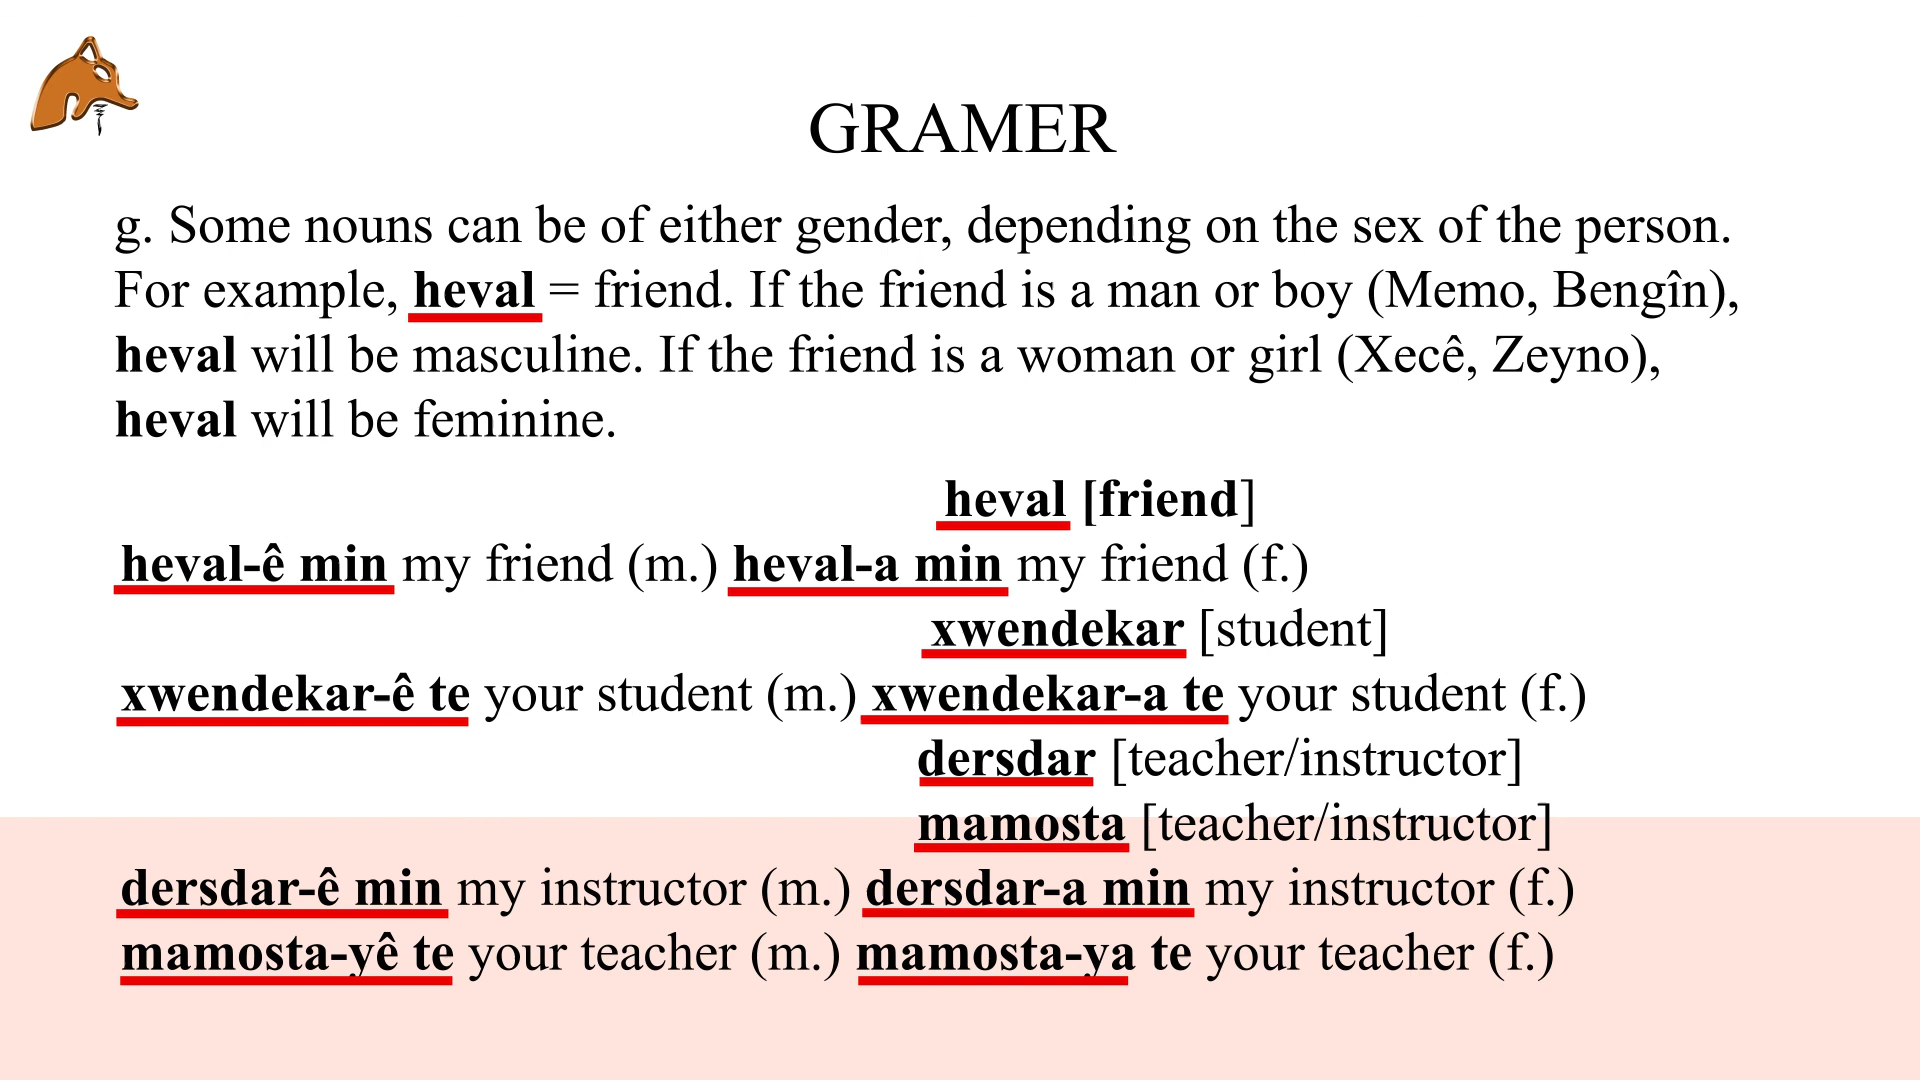 GRAMER
g. Some nouns can be of either gender, depending on the sex of the person.
For example, heval = friend. If the friend is a man or boy (Memo, Bengîn),
heval will be masculine. If the friend is a woman or girl (Xecê, Zeyno),
heval will be feminine.
heval [friend]
heval-ê min my friend (m.) heval-a min my friend (f.)
xwendekar [student]
xwendekar-ê te your student (m.) xwendekar-a te your student (f.)
dersdar [teacher/instructor]
mamosta [teacher/instructor]
dersdar-ê min my instructor (m.) dersdar-a min my instructor (f.)
mamosta-yê te your teacher (m.) mamosta-ya te your teacher (f.)